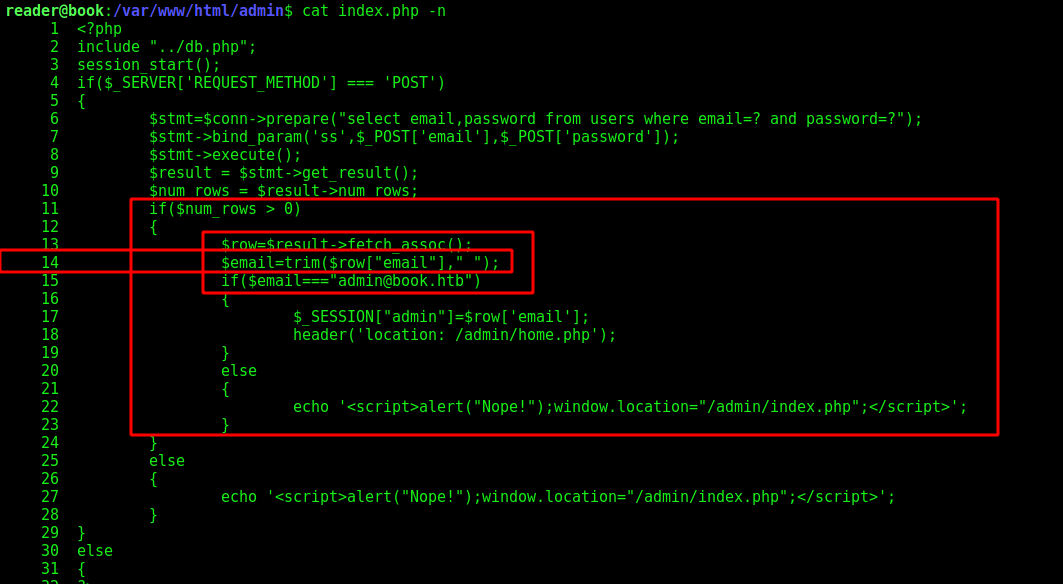 reader@book:/var/www/html/admin$ cat index.php -n
     1  <?php
     2  include "../db.php";
     3  session_start();
     4  if($_SERVER['REQUEST_METHOD'] === 'POST')
     5  {
     6          $stmt=$conn->prepare("select email,password from users where email=? and password=?");
     7          $stmt->bind_param('ss',$_POST['email'],$_POST['password']);
     8          $stmt->execute();
     9          $result = $stmt->get_result();
    10          $num_rows = $result->num_rows;
    11          if($num_rows > 0)
    12          {
    13                  $row=$result->fetch_assoc();
    14                  $email=trim($row["email"]," ");
    15                  if($email==="admin@book.htb")
    16                  {
    17                          $_SESSION["admin"]=$row['email'];
    18                          header('location: /admin/home.php');
    19                  }
    20                  else
    21                  {
    22                          echo '<script>alert("Nope!");window.location="/admin/index.php";</script>';
    23                  }
    24          }
    25          else
    26          {
    27                  echo '<script>alert("Nope!");window.location="/admin/index.php";</script>';
    28          }
    29  }
    30  else
    31  {